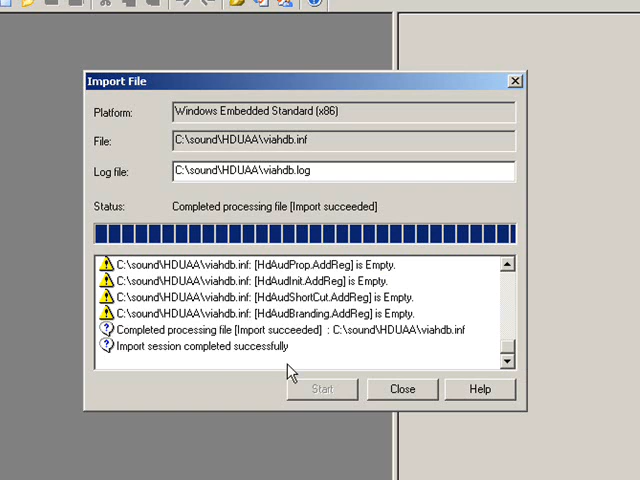 Import File
Platform: Windows Embedded Standard (x86)
File: C:\sound\HDUAA\viahdb.inf
Log file: C:\sound\HDUAA\viahdb.log
Status: Completed processing file [Import succeeded]
C:\sound\HDUAA\viahdb.inf: [HdAudProp.AddReg] is Empty.
C:\sound\HDUAA\viahdb.inf: [HdAudInit.AddReg] is Empty.
C:\sound\HDUAA\viahdb.inf: [HdAudShortCut.AddReg] is Empty.
C:\sound\HDUAA\viahdb.inf: [HdAudBranding.AddReg] is Empty.
Completed processing file [Import succeeded] : C:\sound\HDUAA\viahdb.inf
Import session completed successfully
Start Close Help